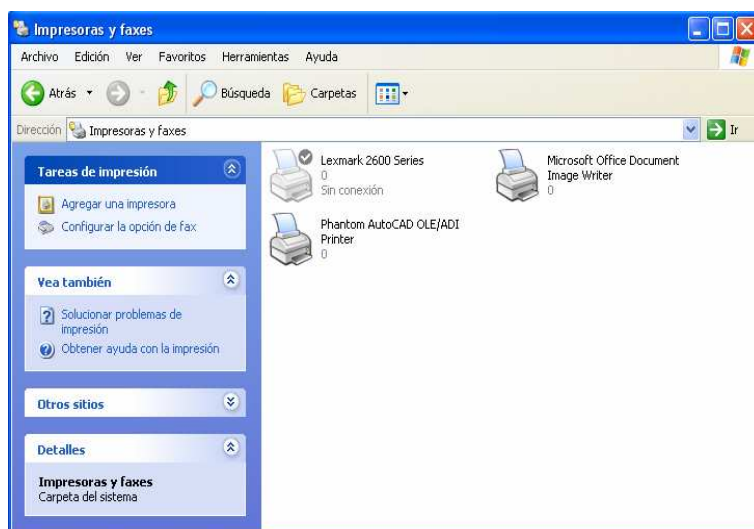 Impresoras y faxes
Archivo Edición Ver Favoritos Herramientas Ayuda
Atrás Búsqueda Carpetas
Dirección Impresoras y faxes Ir
Tareas de impresión
Agregar una impresora
Configurar la opción de fax
Vea también
Solucionar problemas de
impresión
Obtener ayuda con la impresión
Otros sitios
Detalles
Impresoras y faxes
Carpeta del sistema
Lexmark 2600 Series
0
Sin conexión
Microsoft Office Document
Image Writer
0
Phantom AutoCAD OLE/ADI
Printer
0